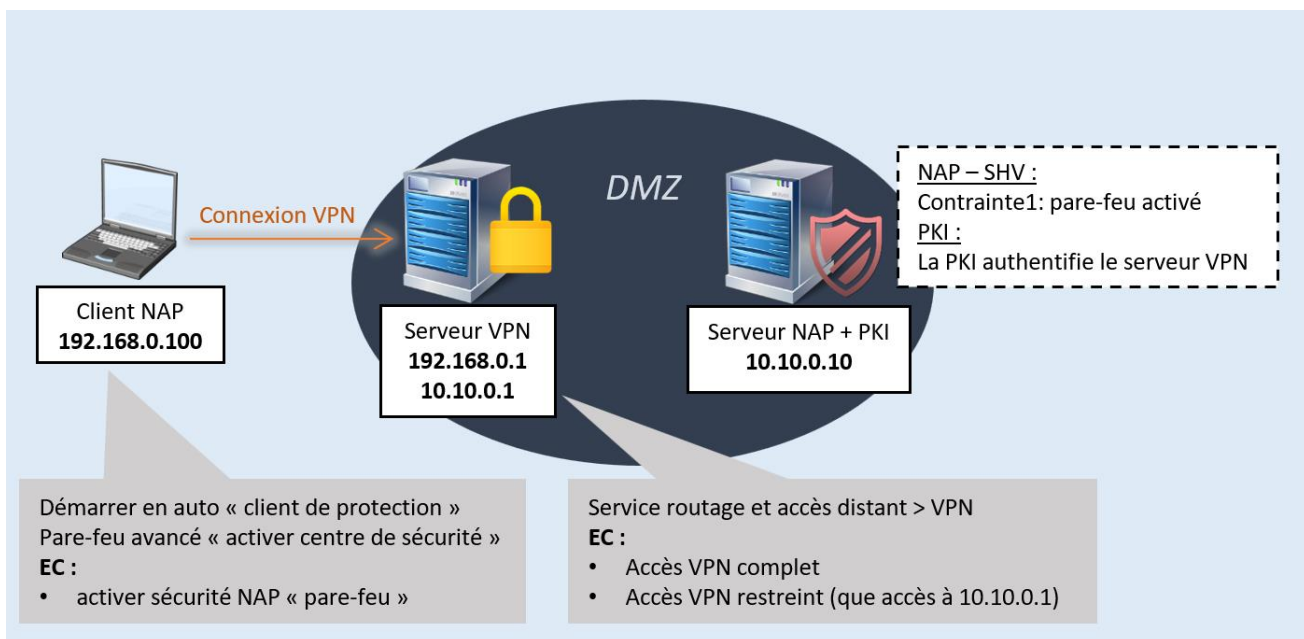 DMZ
NAP – SHV :
Contrainte1: pare-feu activé
PKI :
La PKI authentifie le serveur VPN
Connexion VPN
Client NAP
192.168.0.100
Serveur VPN
192.168.0.1
10.10.0.1
Serveur NAP + PKI
10.10.0.10
Démarrer en auto « client de protection »
Pare-feu avancé « activer centre de sécurité »
EC :
• activer sécurité NAP « pare-feu »
Service routage et accès distant > VPN
EC :
• Accès VPN complet
• Accès VPN restreint (que accès à 10.10.0.1)